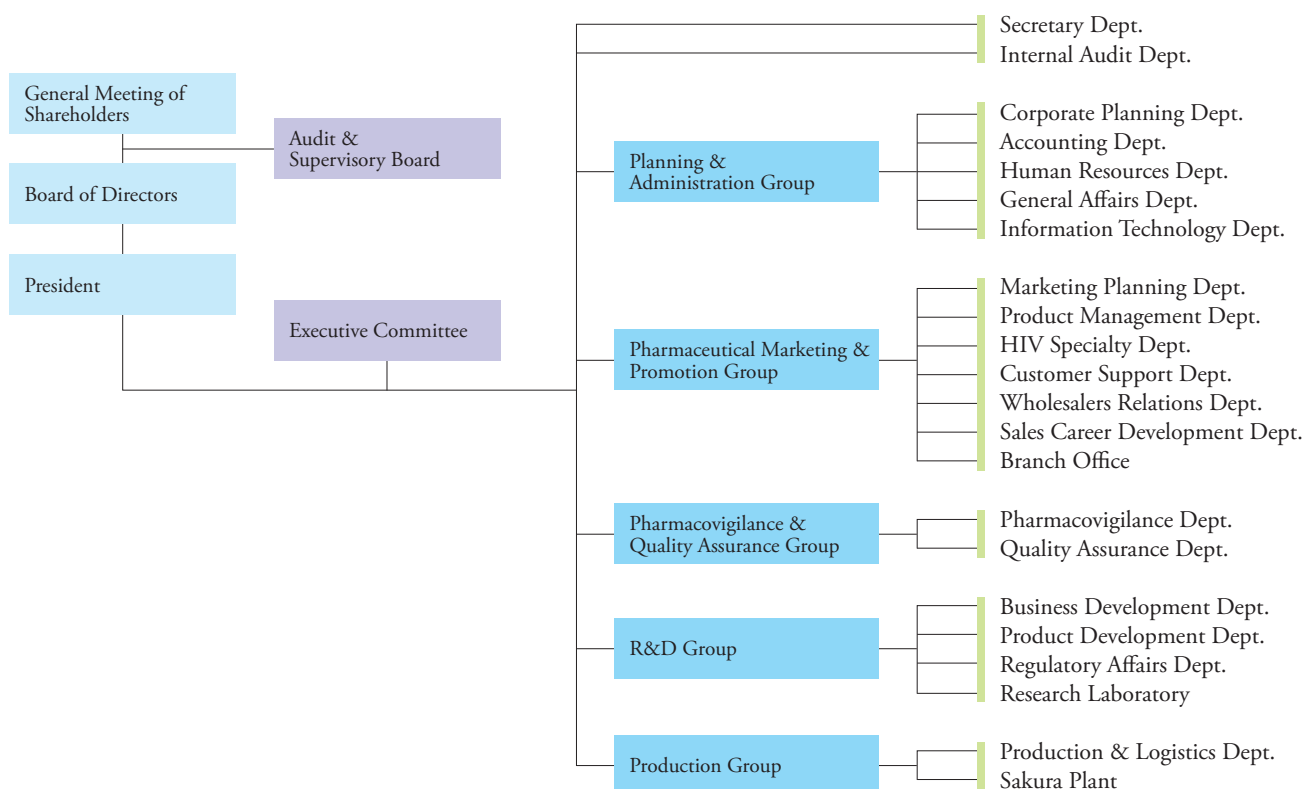 General Meeting of
Shareholders
Audit &
Supervisory Board
Board of Directors
President
Executive Committee
Secretary Dept.
Internal Audit Dept.
Planning &
Administration Group
Corporate Planning Dept.
Accounting Dept.
Human Resources Dept.
General Affairs Dept.
Information Technology Dept.
Pharmaceutical Marketing &
Promotion Group
Marketing Planning Dept.
Product Management Dept.
HIV Specialty Dept.
Customer Support Dept.
Wholesalers Relations Dept.
Sales Career Development Dept.
Branch Office
Pharmacovigilance &
Quality Assurance Group
Pharmacovigilance Dept.
Quality Assurance Dept.
R&D Group
Business Development Dept.
Product Development Dept.
Regulatory Affairs Dept.
Research Laboratory
Production Group
Production & Logistics Dept.
Sakura Plant